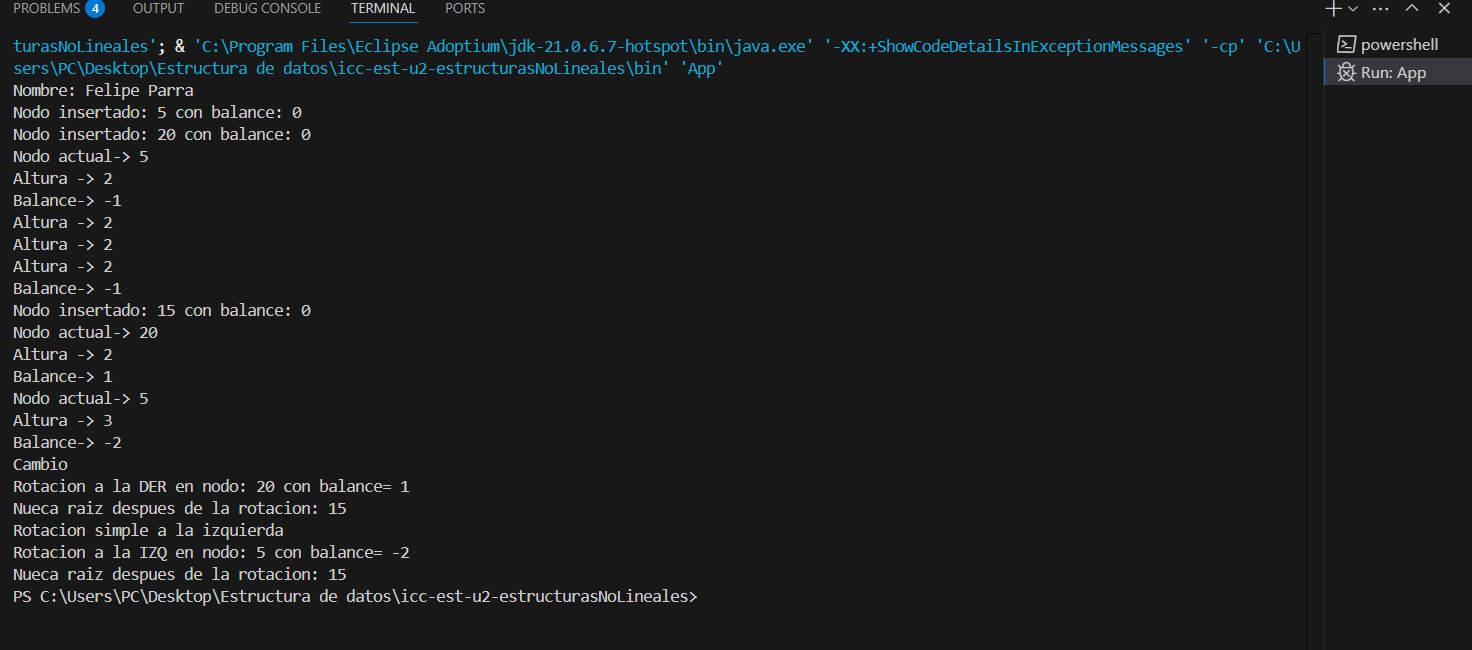 PROBLEMS 4 OUTPUT DEBUG CONSOLE TERMINAL PORTS
turasNoLineales'; & 'C:\Program Files\Eclipse Adoptium\jdk-21.0.6.7-hotspot\bin\java.exe' '-XX:+ShowCodeDetailsInExceptionMessages' '-cp' 'C:\U
sers\PC\Desktop\Estructura de datos\icc-est-u2-estructurasNoLineales\bin' 'App'
Nombre: Felipe Parra
Nodo insertado: 5 con balance: 0
Nodo insertado: 20 con balance: 0
Nodo actual-> 5
Altura -> 2
Balance-> -1
Altura -> 2
Altura -> 2
Altura -> 2
Balance-> -1
Nodo insertado: 15 con balance: 0
Nodo actual-> 20
Altura -> 2
Balance-> 1
Nodo actual-> 5
Altura -> 3
Balance-> -2
Cambio
Rotacion a la DER en nodo: 20 con balance= 1
Nueca raiz despues de la rotacion: 15
Rotacion simple a la izquierda
Rotacion a la IZQ en nodo: 5 con balance= -2
Nueca raiz despues de la rotacion: 15
PS C:\Users\PC\Desktop\Estructura de datos\icc-est-u2-estructurasNoLineales>
powershell
Run: App